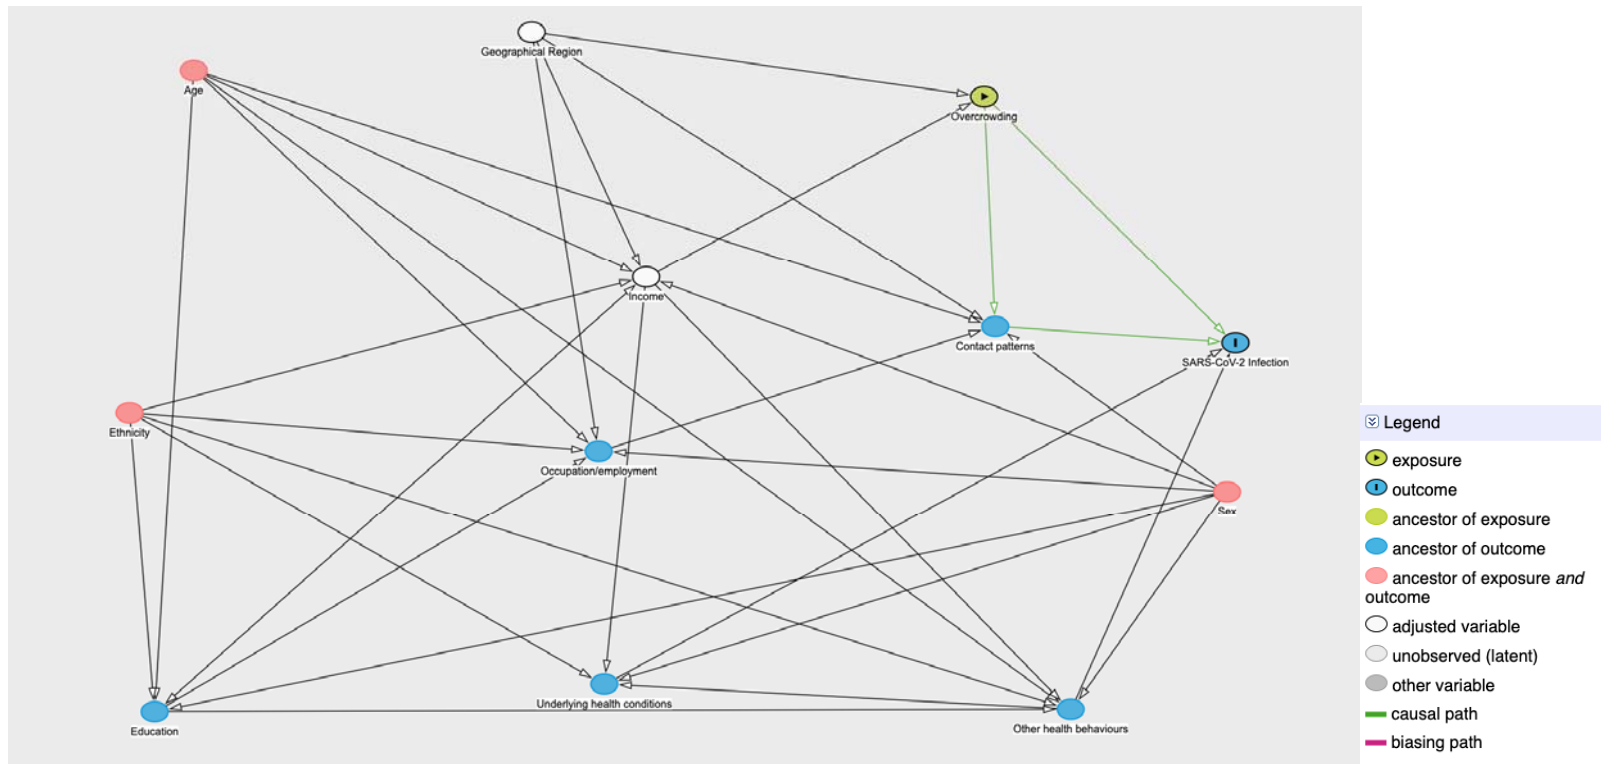 Geographical Region
Age
Overcrowding
Income
Contact patterns
SARS-CoV-2 Infection
Ethnicity
Occupation/employment
Sex
Underlying health conditions
Education
Other health behaviours
Legend
exposure
outcome
ancestor of exposure
ancestor of outcome
ancestor of exposure and
outcome
adjusted variable
unobserved (latent)
other variable
causal path
biasing path